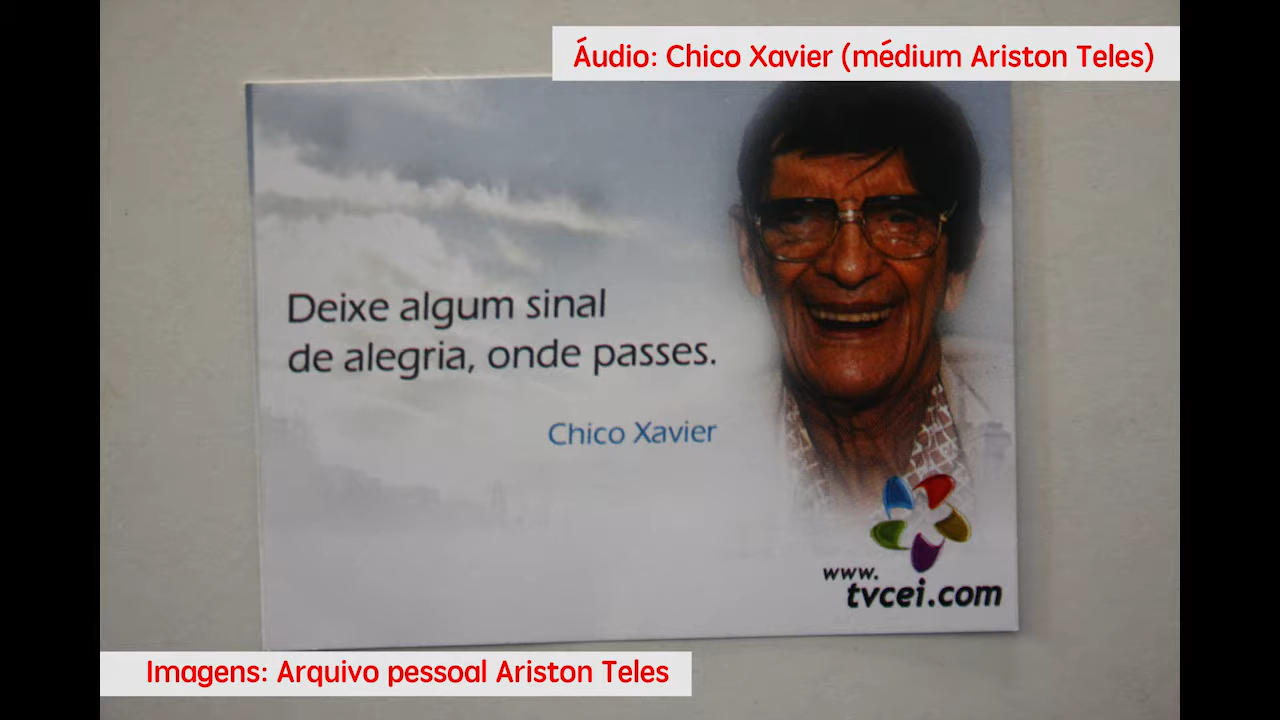 Áudio: Chico Xavier (médium Ariston Teles)
Deixe algum sinal
de alegria, onde passes.
Chico Xavier
www.
tvcei.com
Imagens: Arquivo pessoal Ariston Teles